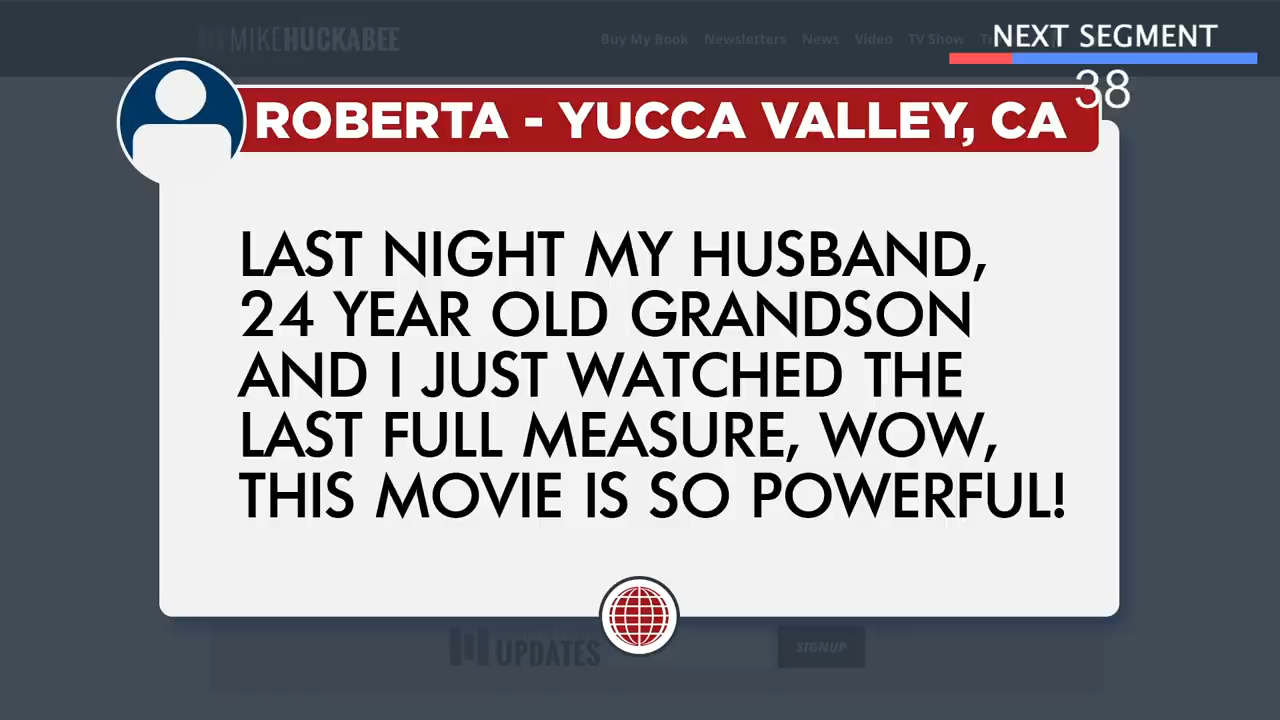 MIKEHUCKABEE
Buy My Book Newsletters News Video TV Show
NEXT SEGMENT
38
ROBERTA - YUCCA VALLEY, CA
LAST NIGHT MY HUSBAND,
24 YEAR OLD GRANDSON
AND I JUST WATCHED THE
LAST FULL MEASURE, WOW,
THIS MOVIE IS SO POWERFUL!
UPDATES
SIGNUP